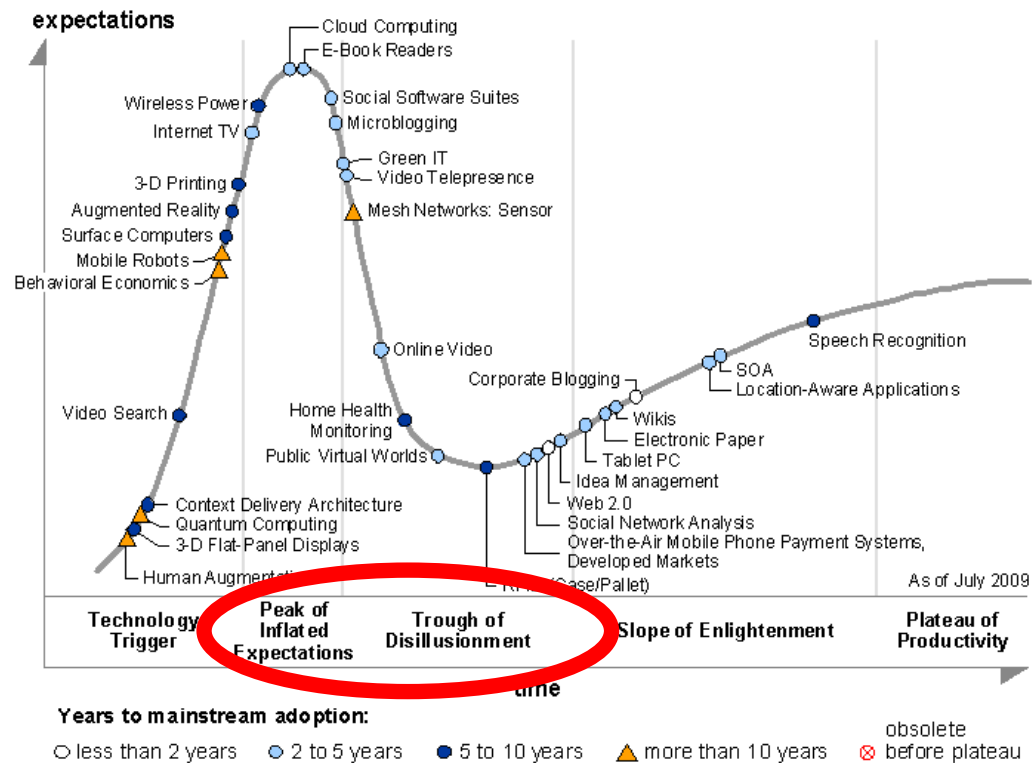 expectations
Cloud Computing
E-Book Readers
Wireless Power
Social Software Suites
Internet TV
Microblogging
Green IT
3-D Printing
Video Telepresence
Augmented Reality
Mesh Networks: Sensor
Surface Computers
Mobile Robots
Behavioral Economics
Speech Recognition
Online Video
SOA
Corporate Blogging
Location-Aware Applications
Video Search
Home Health
Monitoring
Wikis
Electronic Paper
Public Virtual Worlds
Tablet PC
Idea Management
Web 2.0
Context Delivery Architecture
Quantum Computing
Social Network Analysis
3-D Flat-Panel Displays
Over-the-Air Mobile Phone Payment Systems,
Developed Markets
Human
(Case/Pallet)
As of July 2009
Technology
Trigger
Peak of
Inflated
Expectations
Trough of
Disillusionment
Slope of Enlightenment
Plateau of
Productivity
time
Years to mainstream adoption:
less than 2 years
2 to 5 years
5 to 10 years
more than 10 years
obsolete
before plateau